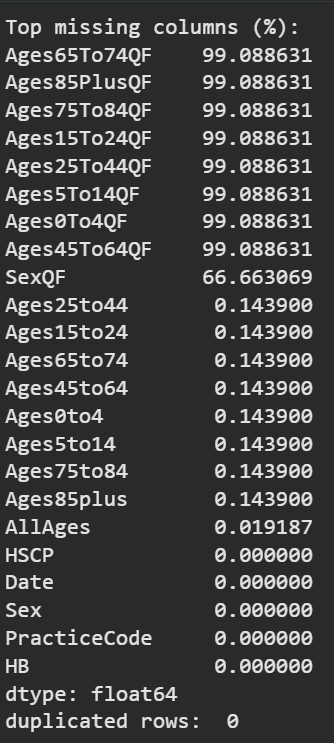 Top missing columns (%):
Ages65To74QF    99.088631
Ages85PlusQF    99.088631
Ages75To84QF    99.088631
Ages15To24QF    99.088631
Ages25To44QF    99.088631
Ages5To14QF     99.088631
Ages0To4QF      99.088631
Ages45To64QF    99.088631
SexQF           66.663069
Ages25to44       0.143900
Ages15to24       0.143900
Ages65to74       0.143900
Ages45to64       0.143900
Ages0to4         0.143900
Ages5to14        0.143900
Ages75to84       0.143900
Ages85plus       0.143900
AllAges          0.019187
HSCP             0.000000
Date             0.000000
Sex              0.000000
PracticeCode     0.000000
HB               0.000000
dtype: float64
duplicated rows:  0